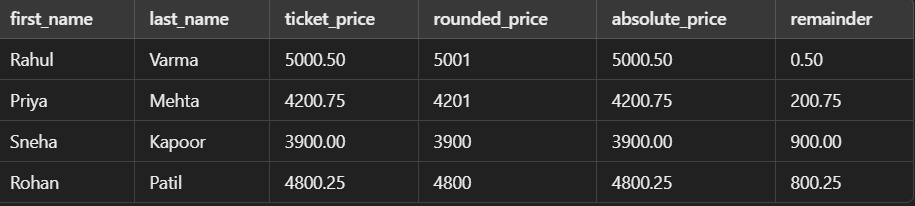 first_name last_name ticket_price rounded_price absolute_price remainder
Rahul Varma 5000.50 5001 5000.50 0.50
Priya Mehta 4200.75 4201 4200.75 200.75
Sneha Kapoor 3900.00 3900 3900.00 900.00
Rohan Patil 4800.25 4800 4800.25 800.25